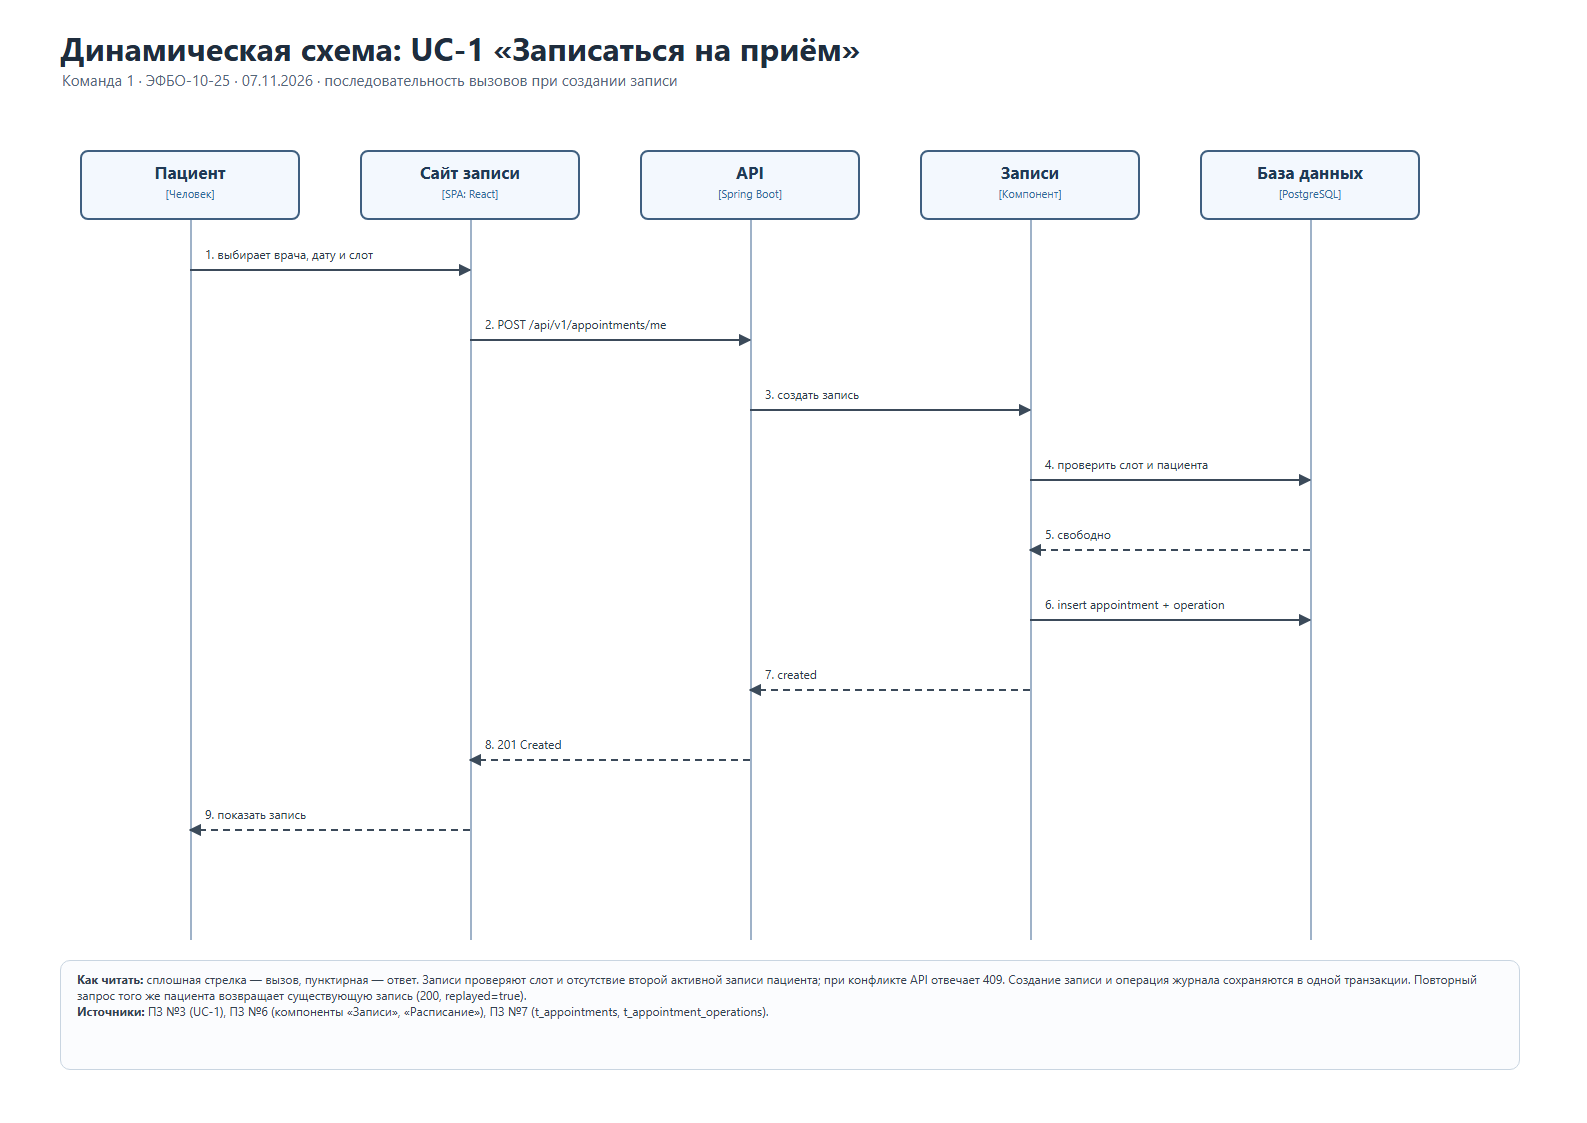 Динамическая схема: UC-1 «Записаться на приём»
Команда 1 · ЭФБО-10-25 · 07.11.2026 · последовательность вызовов при создании записи
Пациент
[Человек]
Сайт записи
[SPA: React]
API
[Spring Boot]
Записи
[Компонент]
База данных
[PostgreSQL]
1. выбирает врача, дату и слот
2. POST /api/v1/appointments/me
3. создать запись
4. проверить слот и пациента
5. свободно
6. insert appointment + operation
7. created
8. 201 Created
9. показать запись
Как читать: сплошная стрелка — вызов, пунктирная — ответ. Записи проверяют слот и отсутствие второй активной записи пациента; при конфликте API отвечает 409. Создание записи и операция журнала сохраняются в одной транзакции. Повторный
запрос того же пациента возвращает существующую запись (200, replayed=true).
Источники: ПЗ №3 (UC-1), ПЗ №6 (компоненты «Записи», «Расписание»), ПЗ №7 (t_appointments, t_appointment_operations).